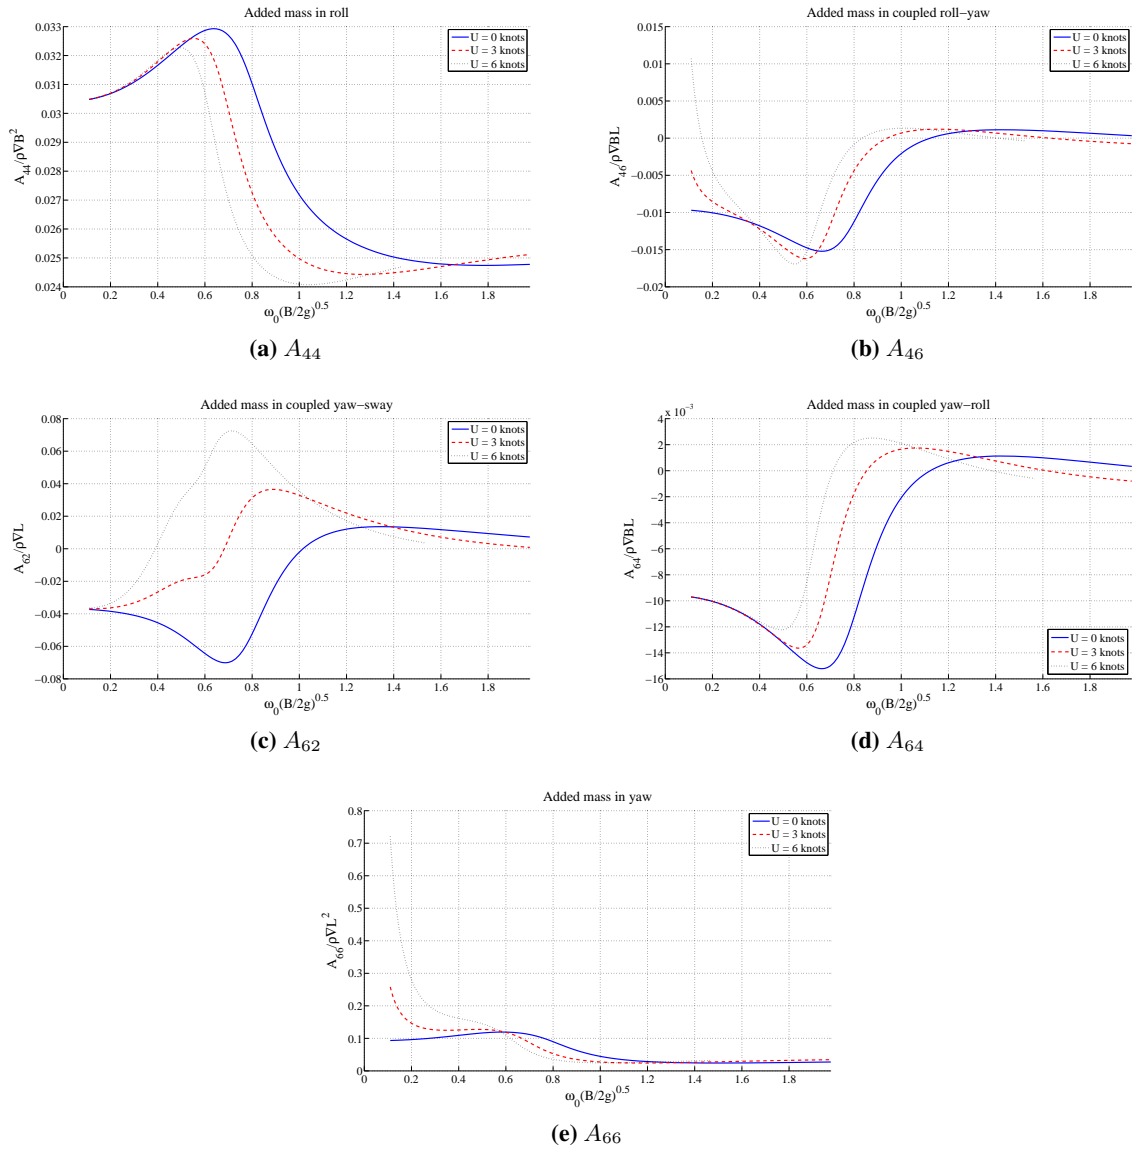 Added mass in roll
0.033
0.032
0.031
0.03
0.029
0.028
0.027
0.026
0.025
0.024
A₄₄/ρ∇B²
0 0.2 0.4 0.6 0.8 1 1.2 1.4 1.6 1.8
ω₀(B/2g)^0.5
U = 0 knots
U = 3 knots
U = 6 knots
(a) A₄₄
Added mass in coupled roll−yaw
0.015
0.01
0.005
0
−0.005
−0.01
−0.015
−0.02
A₄₆/ρ∇BL
0 0.2 0.4 0.6 0.8 1 1.2 1.4 1.6 1.8
ω₀(B/2g)^0.5
U = 0 knots
U = 3 knots
U = 6 knots
(b) A₄₆
Added mass in coupled yaw−sway
0.08
0.06
0.04
0.02
0
−0.02
−0.04
−0.06
−0.08
A₆₂/ρ∇L
0 0.2 0.4 0.6 0.8 1 1.2 1.4 1.6 1.8
ω₀(B/2g)^0.5
U = 0 knots
U = 3 knots
U = 6 knots
(c) A₆₂
Added mass in coupled yaw−roll
x 10⁻³
4
2
0
−2
−4
−6
−8
−10
−12
−14
−16
A₆₄/ρ∇BL
0 0.2 0.4 0.6 0.8 1 1.2 1.4 1.6 1.8
ω₀(B/2g)^0.5
U = 0 knots
U = 3 knots
U = 6 knots
(d) A₆₄
Added mass in yaw
0.8
0.7
0.6
0.5
0.4
0.3
0.2
0.1
0
A₆₆/ρ∇L²
0 0.2 0.4 0.6 0.8 1 1.2 1.4 1.6 1.8
ω₀(B/2g)^0.5
U = 0 knots
U = 3 knots
U = 6 knots
(e) A₆₆